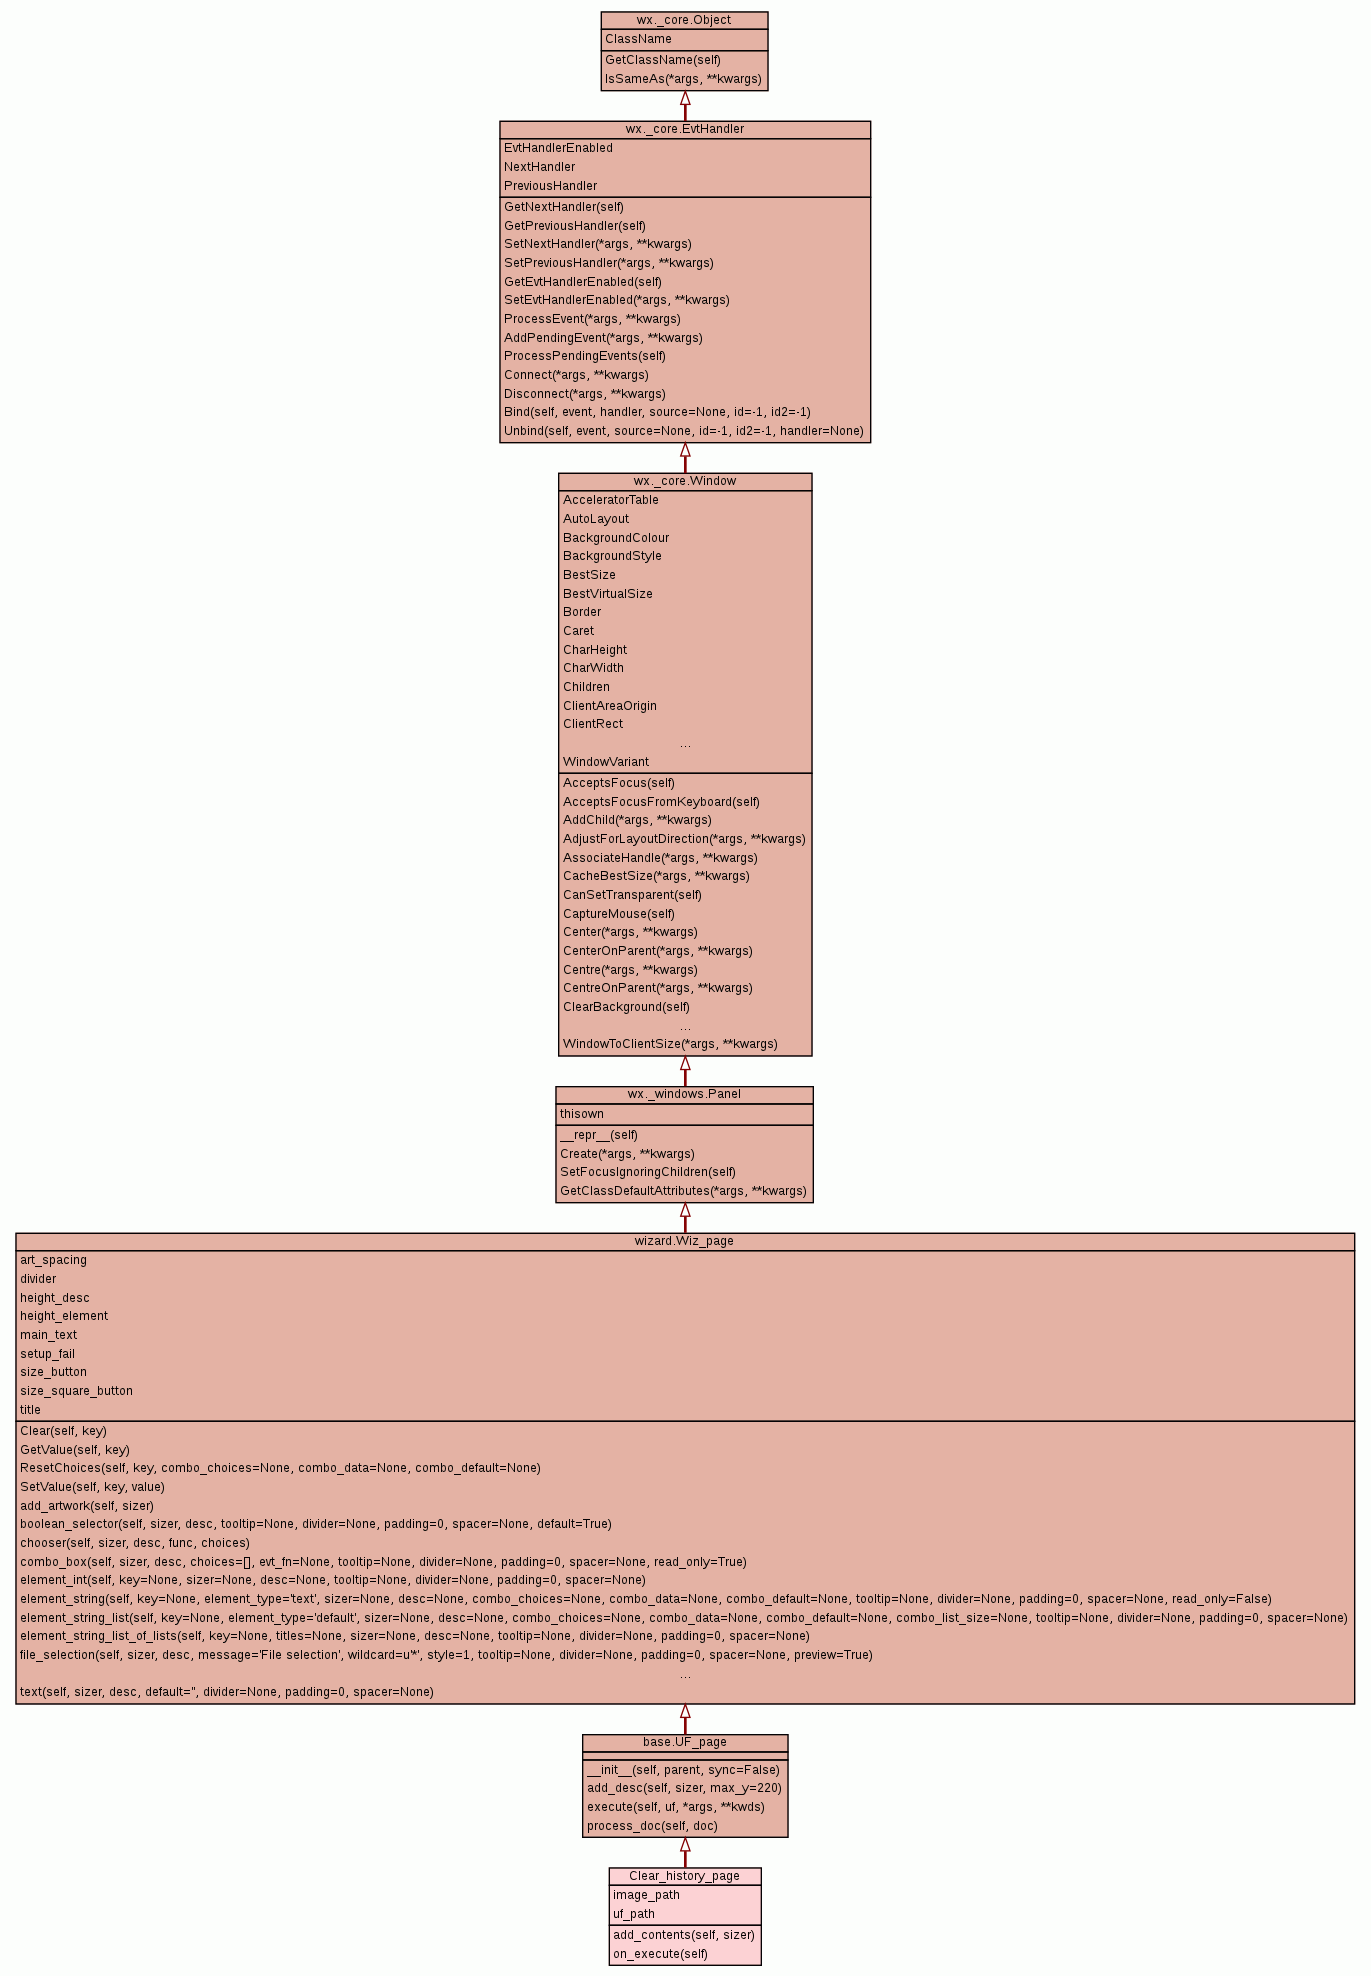 wx._core.Object
ClassName
GetClassName(self)
IsSameAs(*args, **kwargs)
wx._core.EvtHandler
EvtHandlerEnabled
NextHandler
PreviousHandler
GetNextHandler(self)
GetPreviousHandler(self)
SetNextHandler(*args, **kwargs)
SetPreviousHandler(*args, **kwargs)
GetEvtHandlerEnabled(self)
SetEvtHandlerEnabled(*args, **kwargs)
ProcessEvent(*args, **kwargs)
AddPendingEvent(*args, **kwargs)
ProcessPendingEvents(self)
Connect(*args, **kwargs)
Disconnect(*args, **kwargs)
Bind(self, event, handler, source=None, id=-1, id2=-1)
Unbind(self, event, source=None, id=-1, id2=-1, handler=None)
wx._core.Window
AcceleratorTable
AutoLayout
BackgroundColour
BackgroundStyle
BestSize
BestVirtualSize
Border
Caret
CharHeight
CharWidth
Children
ClientAreaOrigin
ClientRect
...
WindowVariant
AcceptsFocus(self)
AcceptsFocusFromKeyboard(self)
AddChild(*args, **kwargs)
AdjustForLayoutDirection(*args, **kwargs)
AssociateHandle(*args, **kwargs)
CacheBestSize(*args, **kwargs)
CanSetTransparent(self)
CaptureMouse(self)
Center(*args, **kwargs)
CenterOnParent(*args, **kwargs)
Centre(*args, **kwargs)
CentreOnParent(*args, **kwargs)
ClearBackground(self)
...
WindowToClientSize(*args, **kwargs)
wx._windows.Panel
thisown
__repr__(self)
Create(*args, **kwargs)
SetFocusIgnoringChildren(self)
GetClassDefaultAttributes(*args, **kwargs)
wizard.Wiz_page
art_spacing
divider
height_desc
height_element
main_text
setup_fail
size_button
size_square_button
title
Clear(self, key)
GetValue(self, key)
ResetChoices(self, key, combo_choices=None, combo_data=None, combo_default=None)
SetValue(self, key, value)
add_artwork(self, sizer)
boolean_selector(self, sizer, desc, tooltip=None, divider=None, padding=0, spacer=None, default=True)
chooser(self, sizer, desc, func, choices)
combo_box(self, sizer, desc, choices=[], evt_fn=None, tooltip=None, divider=None, padding=0, spacer=None, read_only=True)
element_int(self, key=None, sizer=None, desc=None, tooltip=None, divider=None, padding=0, spacer=None)
element_string(self, key=None, element_type='text', sizer=None, desc=None, combo_choices=None, combo_data=None, combo_default=None, tooltip=None, divider=None, padding=0, spacer=None, read_only=False)
element_string_list(self, key=None, element_type='default', sizer=None, desc=None, combo_choices=None, combo_data=None, combo_default=None, combo_list_size=None, tooltip=None, divider=None, padding=0, spacer=None)
element_string_list_of_lists(self, key=None, titles=None, sizer=None, desc=None, tooltip=None, divider=None, padding=0, spacer=None)
file_selection(self, sizer, desc, message='File selection', wildcard=u'*', style=1, tooltip=None, divider=None, padding=0, spacer=None, preview=True)
...
text(self, sizer, desc, default='', divider=None, padding=0, spacer=None)
base.UF_page
__init__(self, parent, sync=False)
add_desc(self, sizer, max_y=220)
execute(self, uf, *args, **kwds)
process_doc(self, doc)
Clear_history_page
image_path
uf_path
add_contents(self, sizer)
on_execute(self)